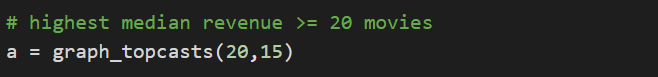 # highest median revenue >= 20 movies
a = graph_topcasts(20,15)